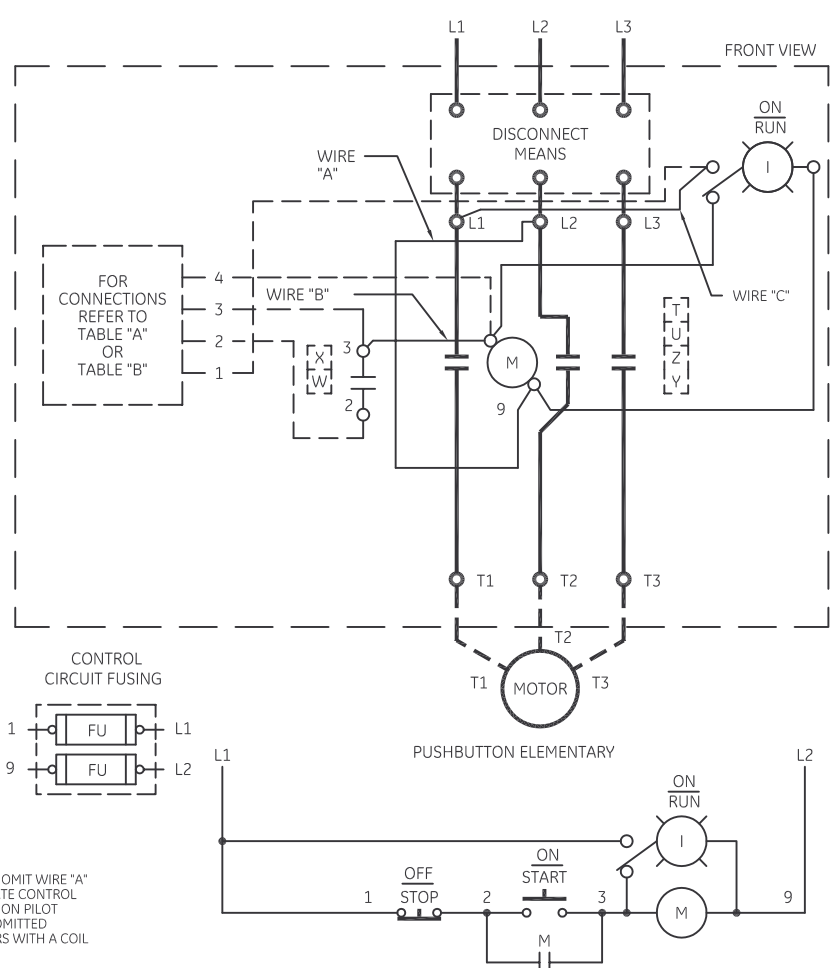 L1 L2 L3
FRONT VIEW
ON
RUN
DISCONNECT
MEANS
I
WIRE
"A"
L1 L2 L3
FOR
CONNECTIONS
REFER TO
TABLE "A"
OR
TABLE "B"
4
3
2
1
WIRE "B"
WIRE "C"
3
X
W
2
M
9
T
U
Z
Y
T1 T2 T3
T2
T1 MOTOR T3
CONTROL
CIRCUIT FUSING
1 FU L1
9 FU L2
PUSHBUTTON ELEMENTARY
L1 L2
ON
RUN
I
OFF
STOP
ON
START
1 2 3 M 9
M
OMIT WIRE "A"
TE CONTROL
ON PILOT
OMITTED
RS WITH A COIL